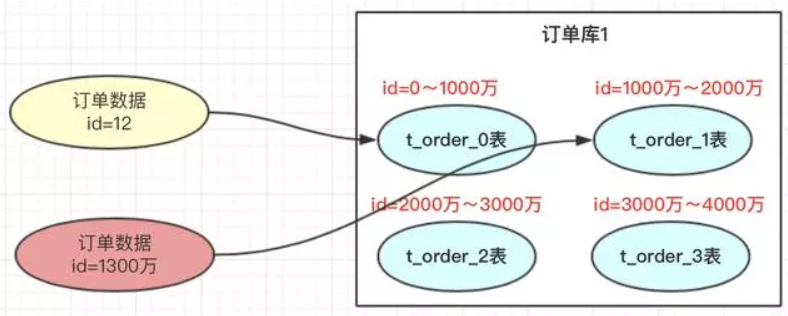 订单库1
订单数据
id=12
id=0～1000万
id=1000万～2000万
t_order_0表
t_order_1表
订单数据
id=1300万
id=2000万～3000万
id=3000万～4000万
t_order_2表
t_order_3表